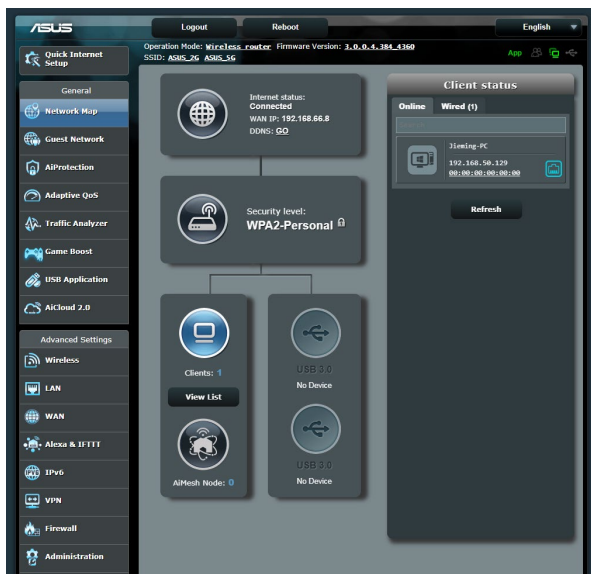 ASUS
Logout
Reboot
English
Quick Internet
Setup
Operation Mode: Wireless router Firmware Version: 3.0.0.4.384_4360
SSID: ASUS_2G ASUS_5G
App
General
Network Map
Guest Network
AiProtection
Adaptive QoS
Traffic Analyzer
Game Boost
USB Application
AiCloud 2.0
Advanced Settings
Wireless
LAN
WAN
Alexa & IFTTT
IPv6
VPN
Firewall
Administration
Internet status:
Connected
WAN IP: 192.168.66.8
DDNS: GO
Security level:
WPA2-Personal
Clients: 1
View List
AiMesh Node: 0
USB 3.0
No Device
USB 3.0
No Device
Client status
Online
Wired (1)
Jieming-PC
192.168.50.129
00:00:00:00:00:00
Refresh